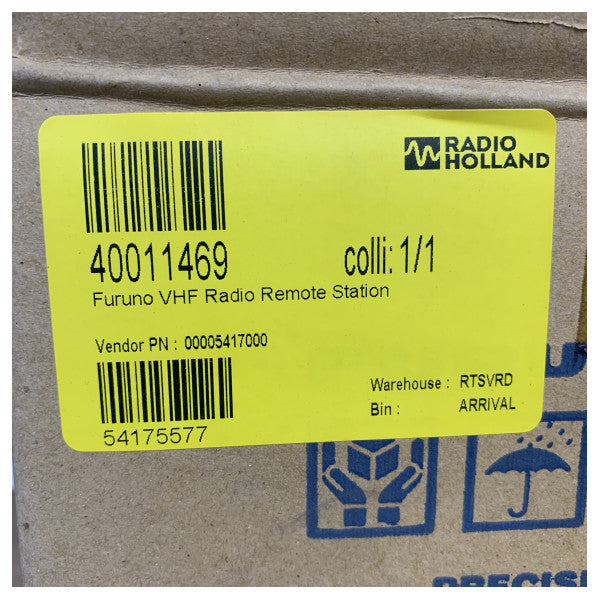 RADIO
HOLLAND
40011469 colli: 1/1
Furuno VHF Radio Remote Station
Vendor PN : 00005417000
Warehouse : RTSVRD
Bin : ARRIVAL
54175577